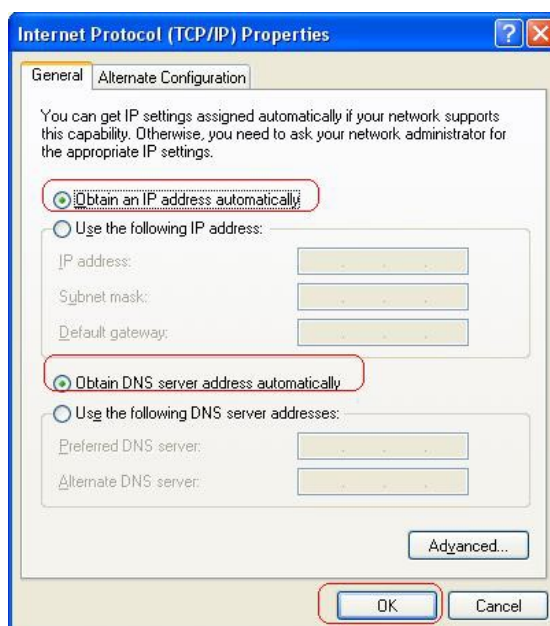 Internet Protocol (TCP/IP) Properties
General
Alternate Configuration
You can get IP settings assigned automatically if your network supports
this capability. Otherwise, you need to ask your network administrator for
the appropriate IP settings.
Obtain an IP address automatically
Use the following IP address:
IP address:
Subnet mask:
Default gateway:
Obtain DNS server address automatically
Use the following DNS server addresses:
Preferred DNS server:
Alternate DNS server:
Advanced...
OK
Cancel